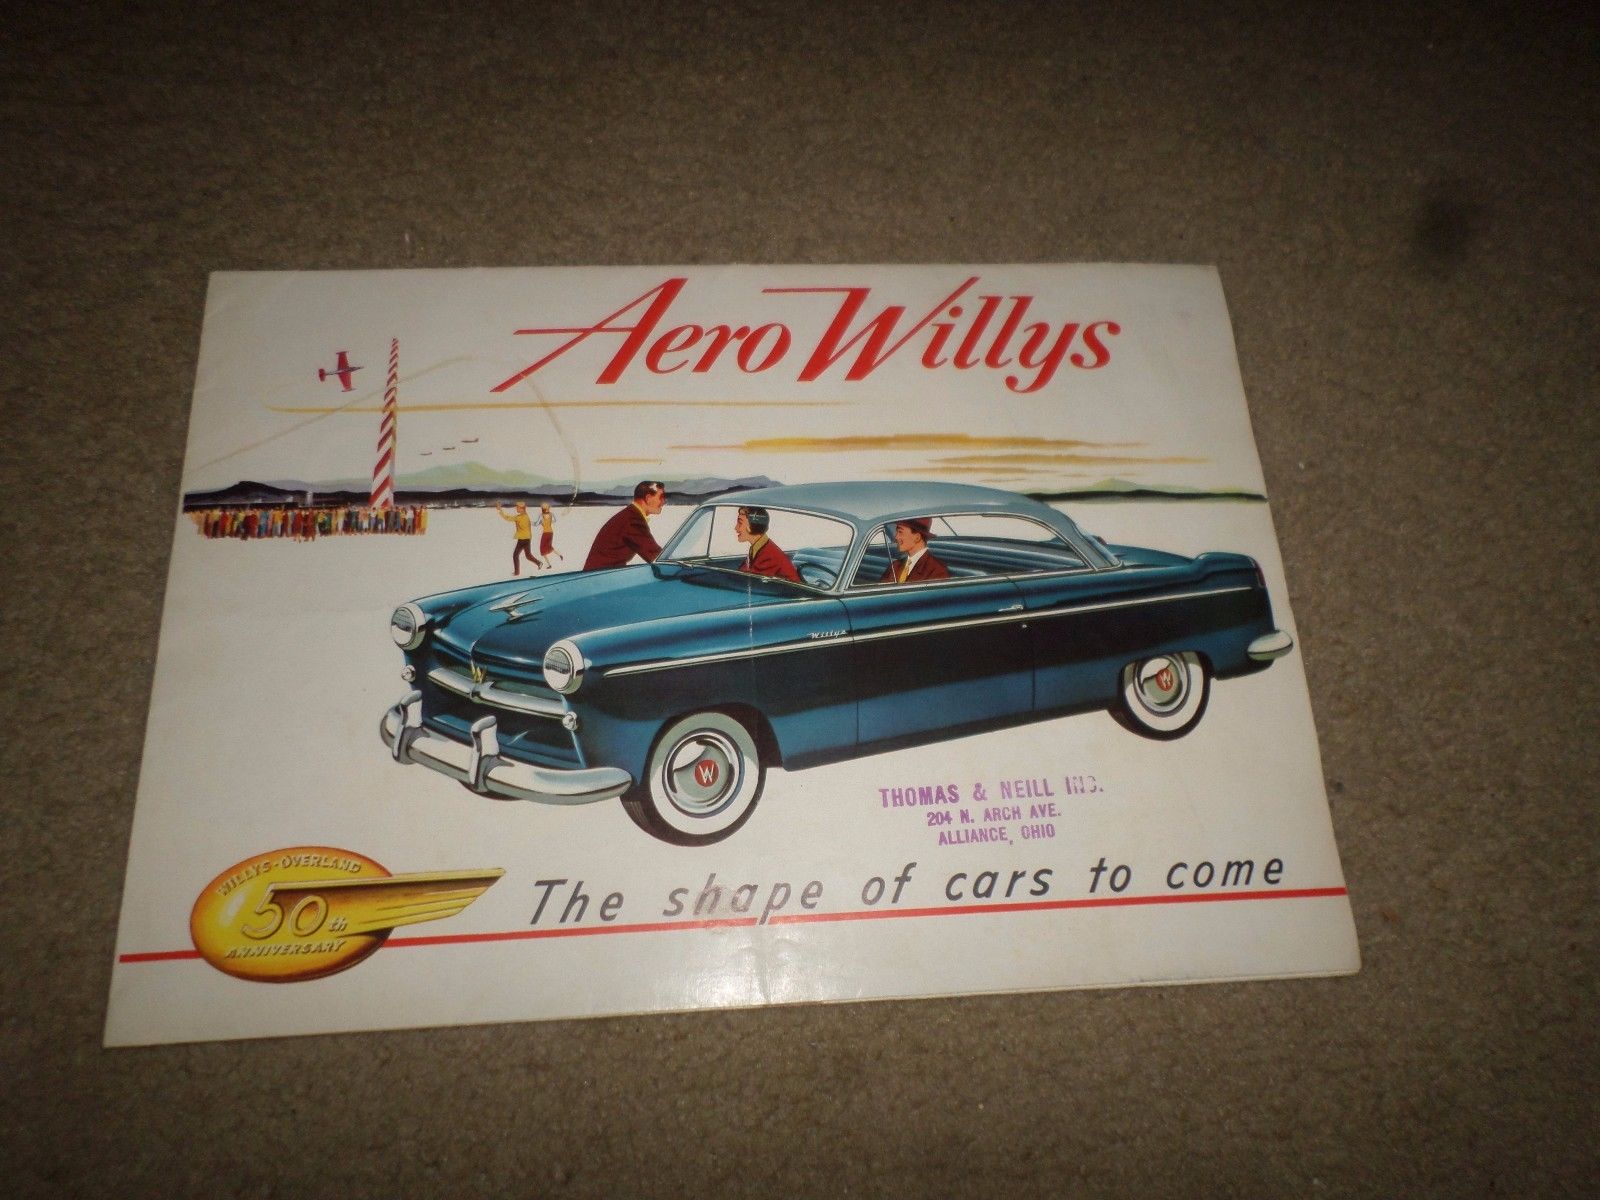 Aero Willys
Willys
W
W
W
THOMAS & NEILL INC.
204 N. ARCH AVE.
ALLIANCE, OHIO
WILLYS-OVERLAND
50th
ANNIVERSARY
The shape of cars to come